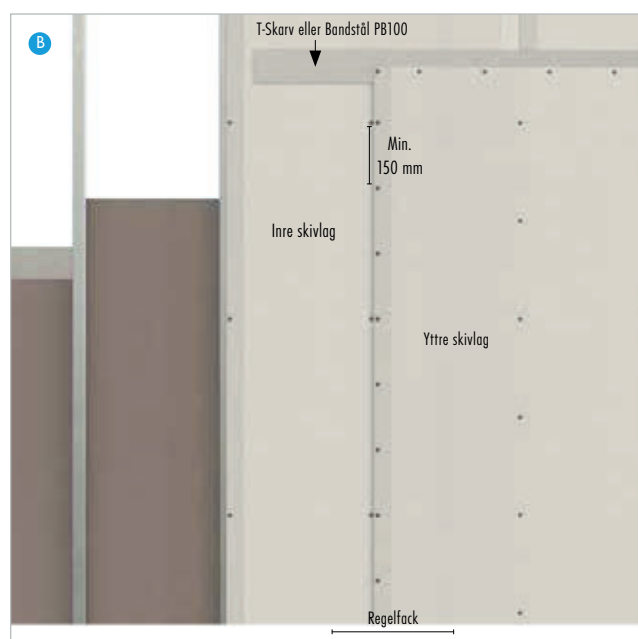 B
T-Skarv eller Bandstål PB100
Min.
150 mm
Inre skivlag
Yttre skivlag
Regelfack